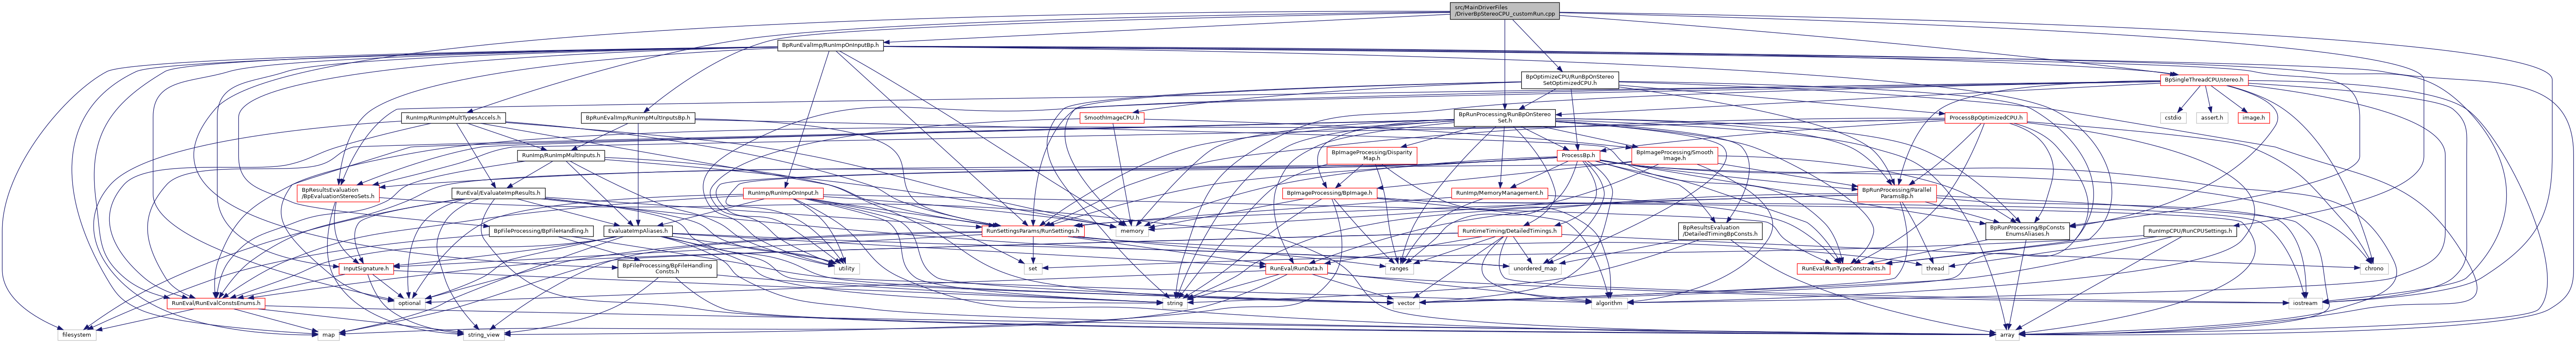 src/MainDriverFiles
/DriverBpStereoCPU_customRun.cpp
BpRunEvalImp/RunImpOnInputBp.h
BpOptimizeCPU/RunBpOnStereo
SetOptimizedCPU.h
BpSingleThreadCPU/stereo.h
RunImp/RunImpMultTypesAccels.h
BpRunEvalImp/RunImpMultInputsBp.h
SmoothImageCPU.h
BpRunProcessing/RunBpOnStereo
Set.h
ProcessBpOptimizedCPU.h
cstdio
assert.h
image.h
RunImp/RunImpMultInputs.h
BpImageProcessing/Disparity
Map.h
ProcessBp.h
BpImageProcessing/Smooth
Image.h
BpResultsEvaluation
/BpEvaluationStereoSets.h
RunEval/EvaluateImpResults.h
RunImp/RunImpOnInput.h
BpImageProcessing/BpImage.h
RunImp/MemoryManagement.h
BpRunProcessing/Parallel
ParamsBp.h
BpFileProcessing/BpFileHandling.h
EvaluateImpAliases.h
RunSettingsParams/RunSettings.h
memory
RuntimeTiming/DetailedTimings.h
BpResultsEvaluation
/DetailedTimingBpConsts.h
BpRunProcessing/BpConsts
EnumsAliases.h
RunImpCPU/RunCPUSettings.h
InputSignature.h
BpFileProcessing/BpFileHandling
Consts.h
utility
set
RunEval/RunData.h
ranges
unordered_map
RunEval/RunTypeConstraints.h
thread
chrono
RunEval/RunEvalConstsEnums.h
optional
string
vector
algorithm
iostream
filesystem
map
string_view
array